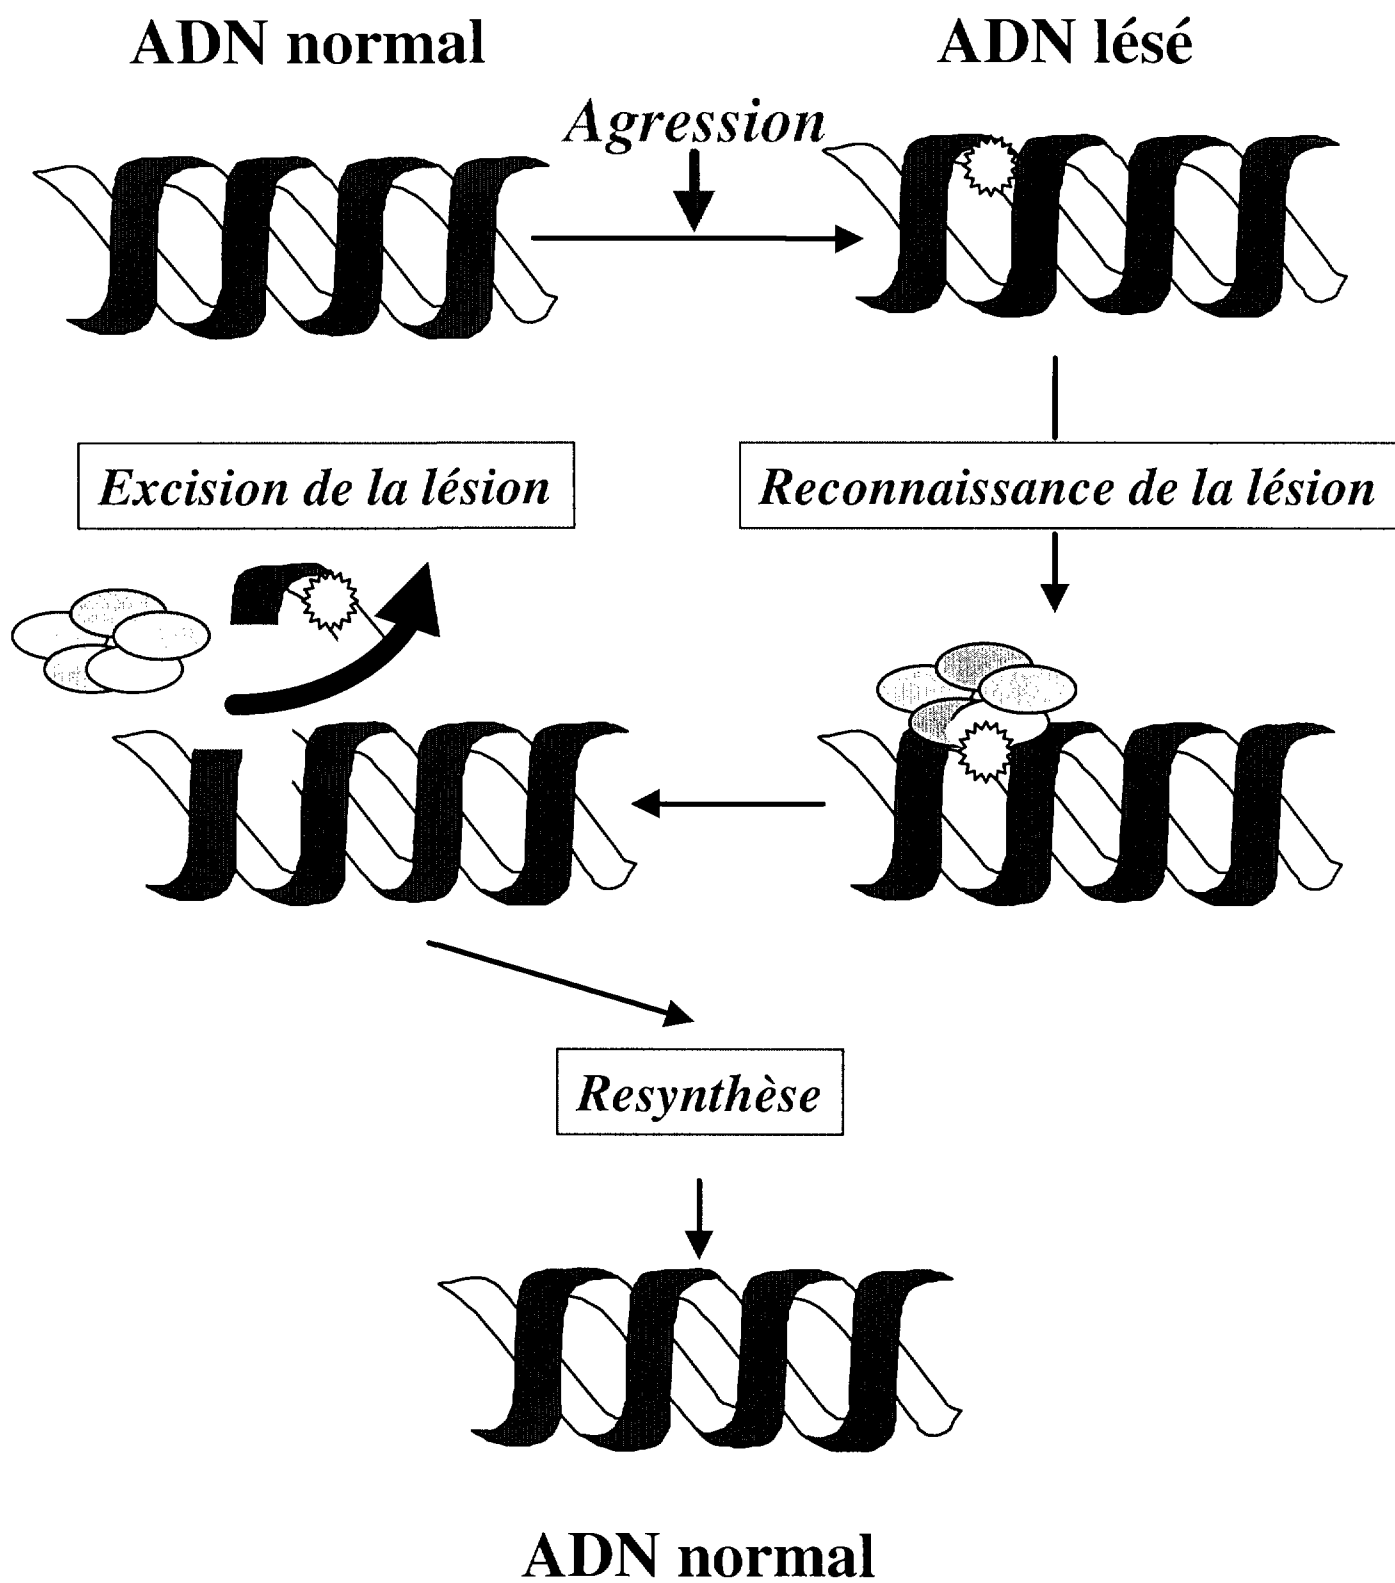 ADN normal
ADN lésé
Agression
Excision de la lésion
Reconnaissance de la lésion
Resynthèse
ADN normal